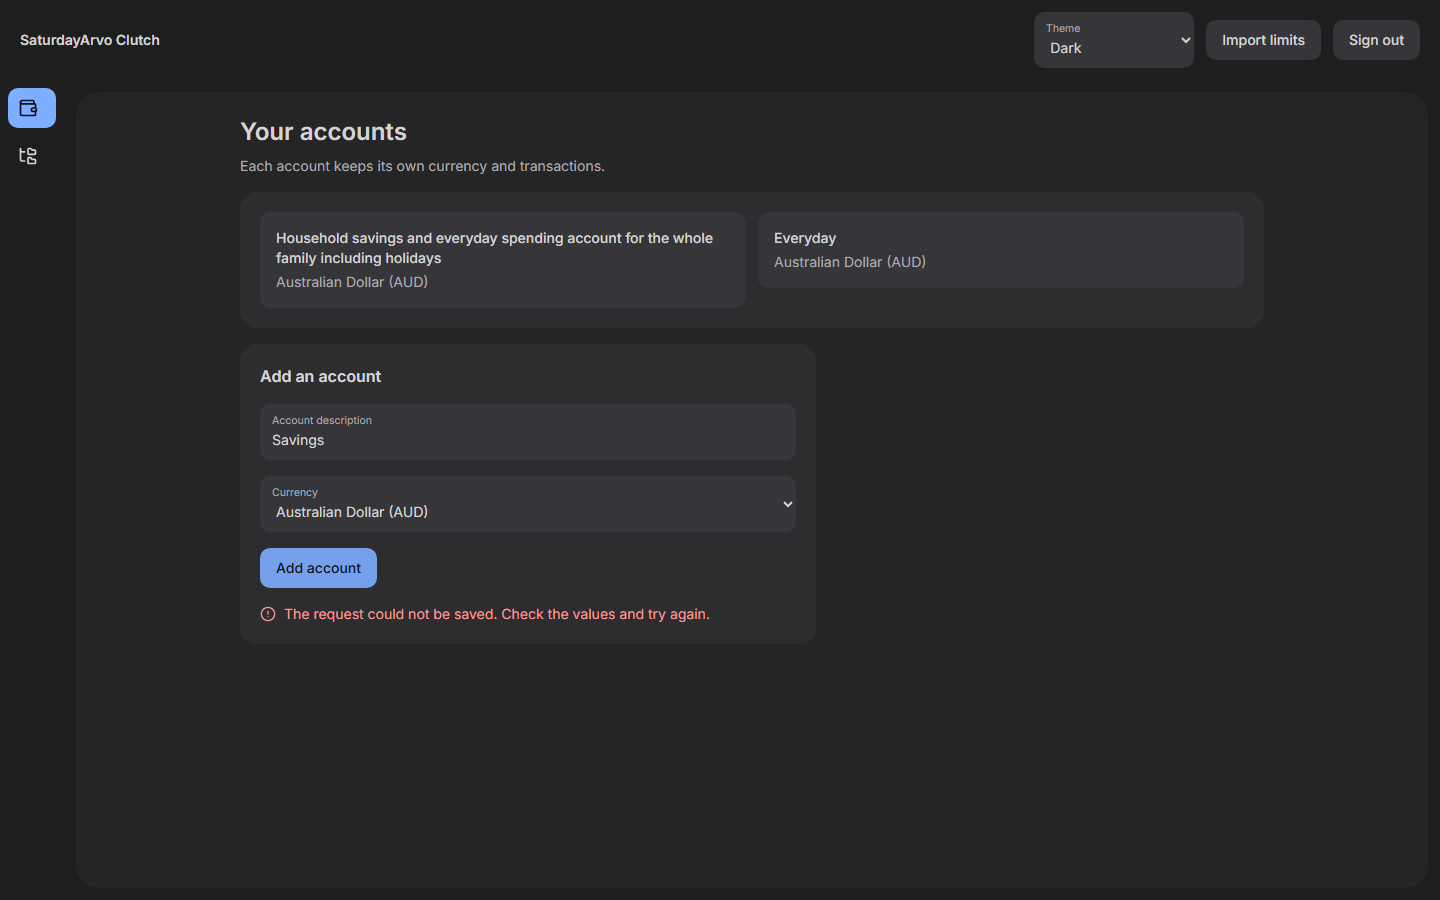 SaturdayArvo Clutch
Theme
Dark
Import limits
Sign out
Your accounts
Each account keeps its own currency and transactions.
Household savings and everyday spending account for the whole
family including holidays
Australian Dollar (AUD)
Everyday
Australian Dollar (AUD)
Add an account
Account description
Savings
Currency
Australian Dollar (AUD)
Add account
The request could not be saved. Check the values and try again.